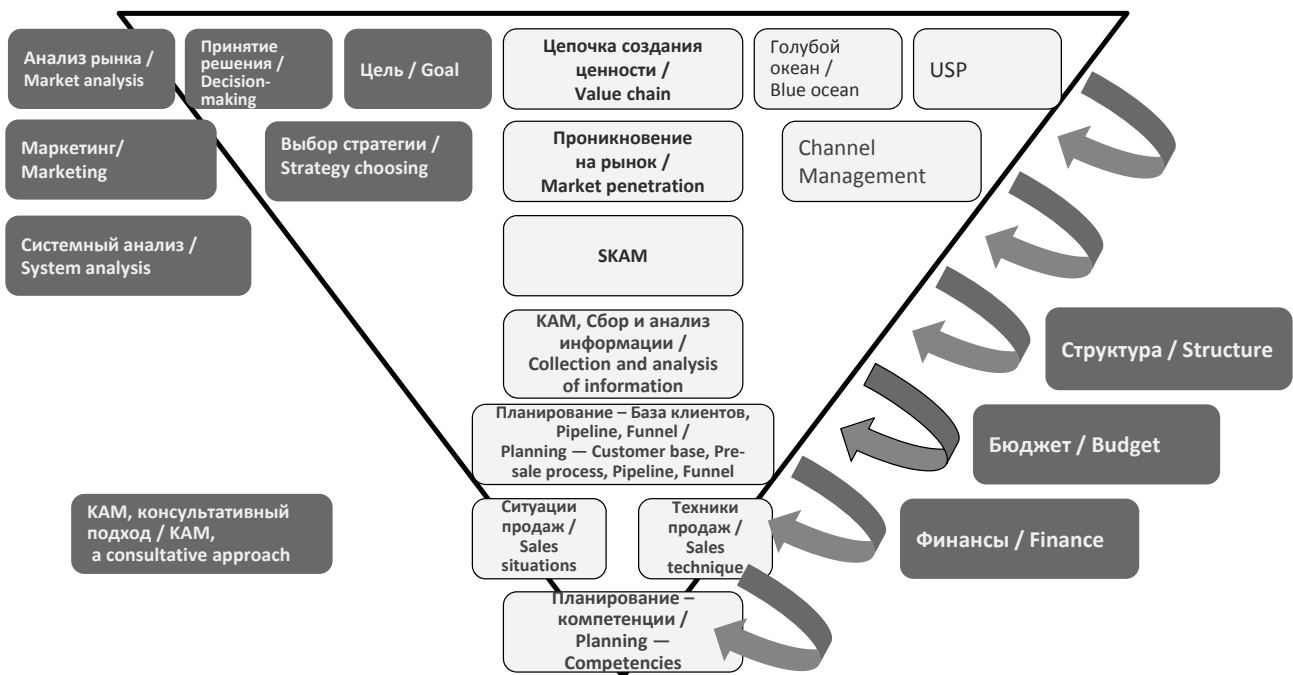 Анализ рынка /
Market analysis
Принятие
решения /
Decision-
making
Цель / Goal
Цепочка создания
ценности /
Value chain
Голубой
океан /
Blue ocean
USP
Маркетинг/
Marketing
Выбор стратегии /
Strategy choosing
Проникновение
на рынок /
Market penetration
Channel
Management
Системный анализ /
System analysis
SKAM
КАМ, Сбор и анализ
информации /
Collection and analysis
of information
Структура / Structure
Планирование – База клиентов,
Pipeline, Funnel /
Planning — Customer base, Pre-
sale process, Pipeline, Funnel
Бюджет / Budget
КАМ, консультативный
подход / КАМ,
a consultative approach
Ситуации
продаж /
Sales
situations
Техники
продаж /
Sales
technique
Финансы / Finance
Планирование –
компетенции /
Planning —
Competencies